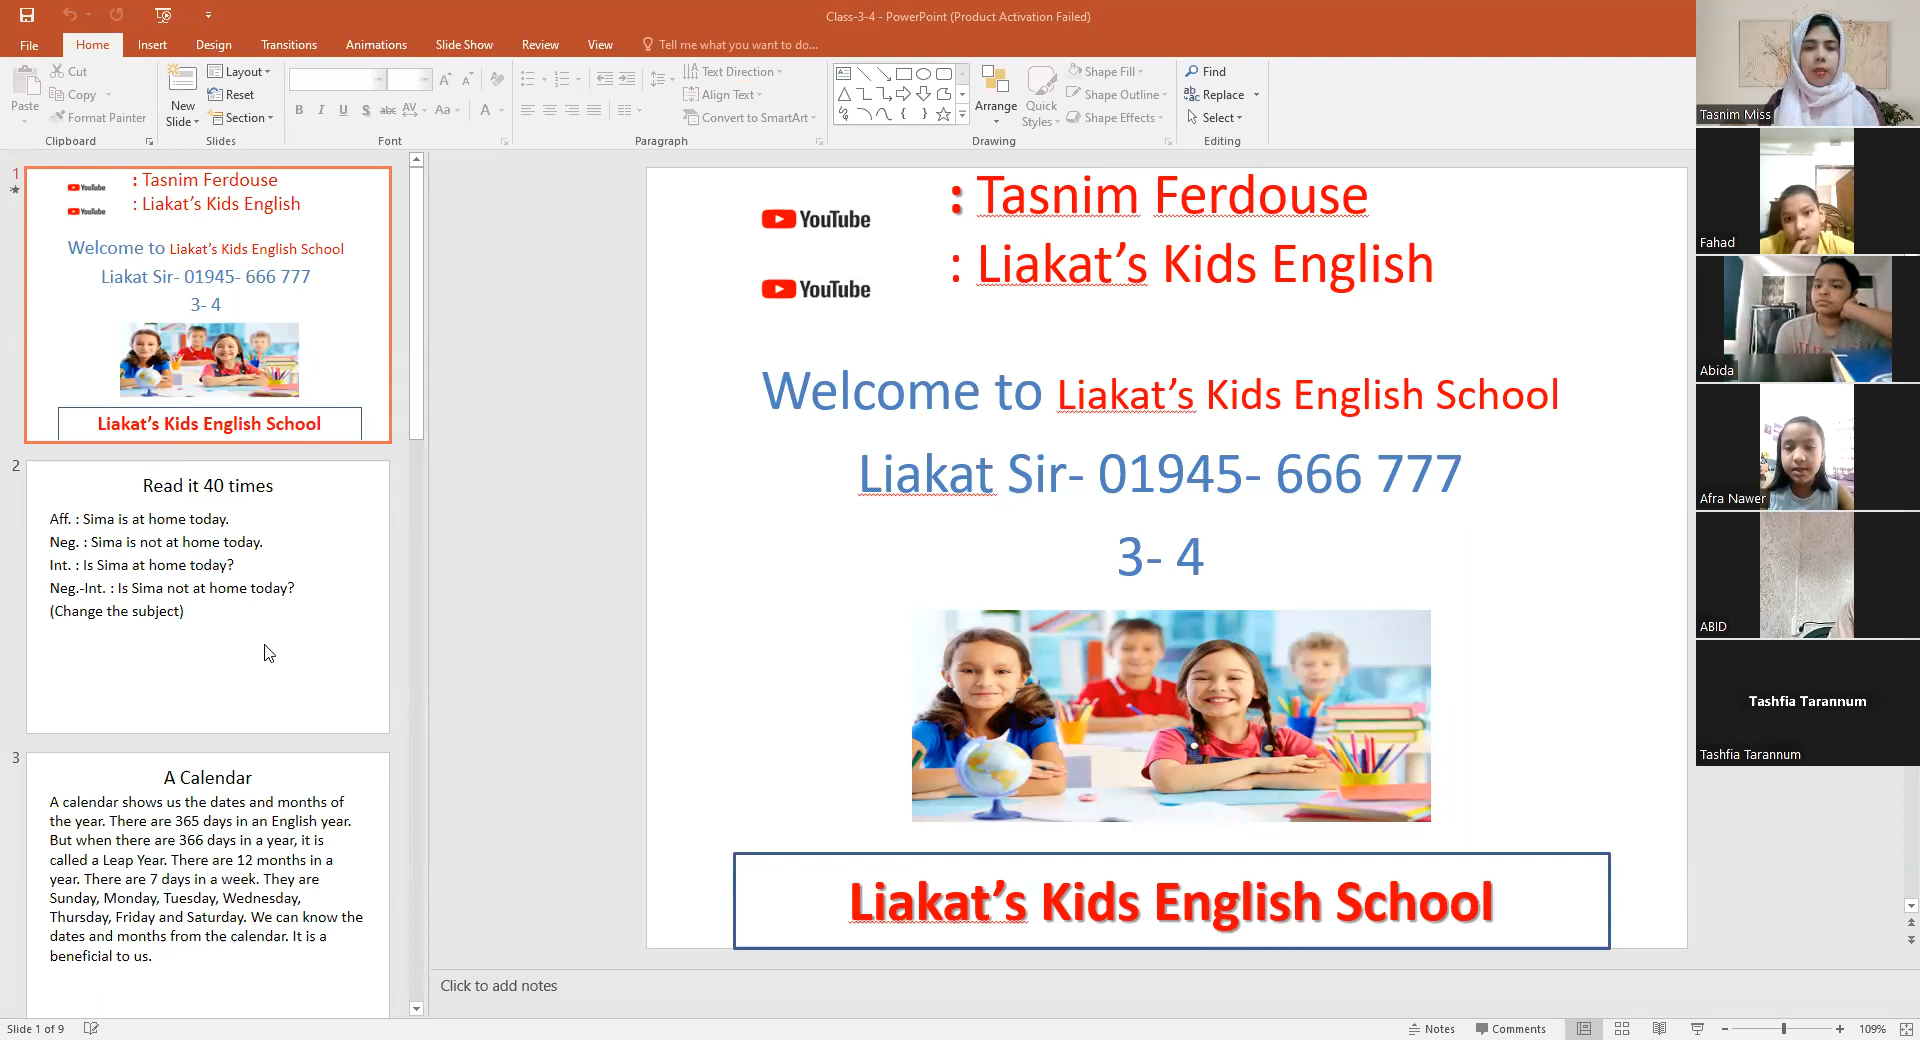 Class-3-4 - PowerPoint (Product Activation Failed)
File Home Insert Design Transitions Animations Slide Show Review View Tell me what you want to do...
Paste
Cut
Copy
Format Painter
Clipboard
New Slide
Layout
Reset
Section
Slides
B I U S abc AV Aa A
Font
Text Direction
Align Text
Convert to SmartArt
Paragraph
Arrange
Quick Styles
Shape Fill
Shape Outline
Shape Effects
Drawing
Find
Replace
Select
Editing
1
YouTube : Tasnim Ferdouse
YouTube : Liakat’s Kids English
Welcome to Liakat’s Kids English School
Liakat Sir- 01945- 666 777
3- 4
Liakat’s Kids English School
2
Read it 40 times
Aff. : Sima is at home today.
Neg. : Sima is not at home today.
Int. : Is Sima at home today?
Neg.-Int. : Is Sima not at home today?
(Change the subject)
3
A Calendar
A calendar shows us the dates and months of
the year. There are 365 days in an English year.
But when there are 366 days in a year, it is
called a Leap Year. There are 12 months in a
year. There are 7 days in a week. They are
Sunday, Monday, Tuesday, Wednesday,
Thursday, Friday and Saturday. We can know the
dates and months from the calendar. It is a
beneficial to us.
YouTube : Tasnim Ferdouse
YouTube : Liakat’s Kids English
Welcome to Liakat’s Kids English School
Liakat Sir- 01945- 666 777
3- 4
Liakat’s Kids English School
Click to add notes
Tasnim Miss
Fahad
Abida
Afra Nawer
ABID
Tashfia Tarannum
Tashfia Tarannum
Slide 1 of 9
Notes Comments 109%